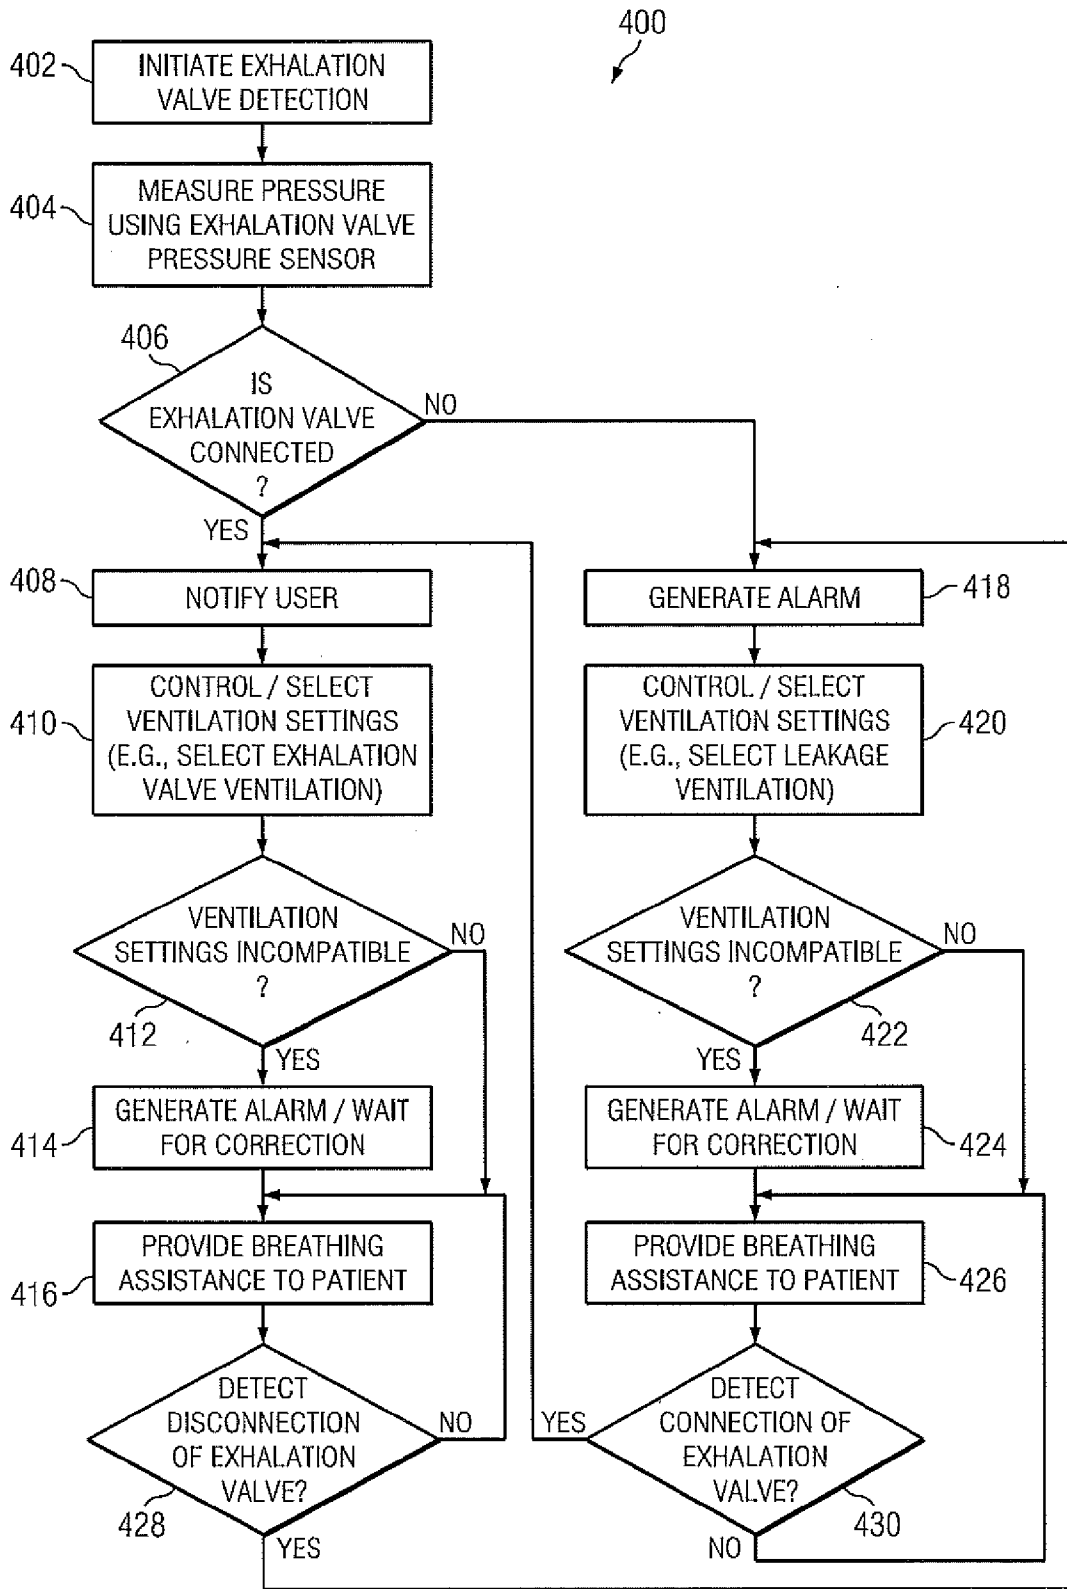 400
402
INITIATE EXHALATION
VALVE DETECTION
404
MEASURE PRESSURE
USING EXHALATION VALVE
PRESSURE SENSOR
406
IS
EXHALATION VALVE
CONNECTED
?
NO
YES
408
NOTIFY USER
410
CONTROL / SELECT
VENTILATION SETTINGS
(E.G., SELECT EXHALATION
VALVE VENTILATION)
VENTILATION
SETTINGS INCOMPATIBLE
?
NO
412
YES
414
GENERATE ALARM / WAIT
FOR CORRECTION
416
PROVIDE BREATHING
ASSISTANCE TO PATIENT
DETECT
DISCONNECTION
OF EXHALATION
VALVE?
NO
428
YES
GENERATE ALARM
418
CONTROL / SELECT
VENTILATION SETTINGS
(E.G., SELECT LEAKAGE
VENTILATION)
420
VENTILATION
SETTINGS INCOMPATIBLE
?
NO
422
YES
GENERATE ALARM / WAIT
FOR CORRECTION
424
PROVIDE BREATHING
ASSISTANCE TO PATIENT
426
DETECT
CONNECTION OF
EXHALATION
VALVE?
YES
430
NO